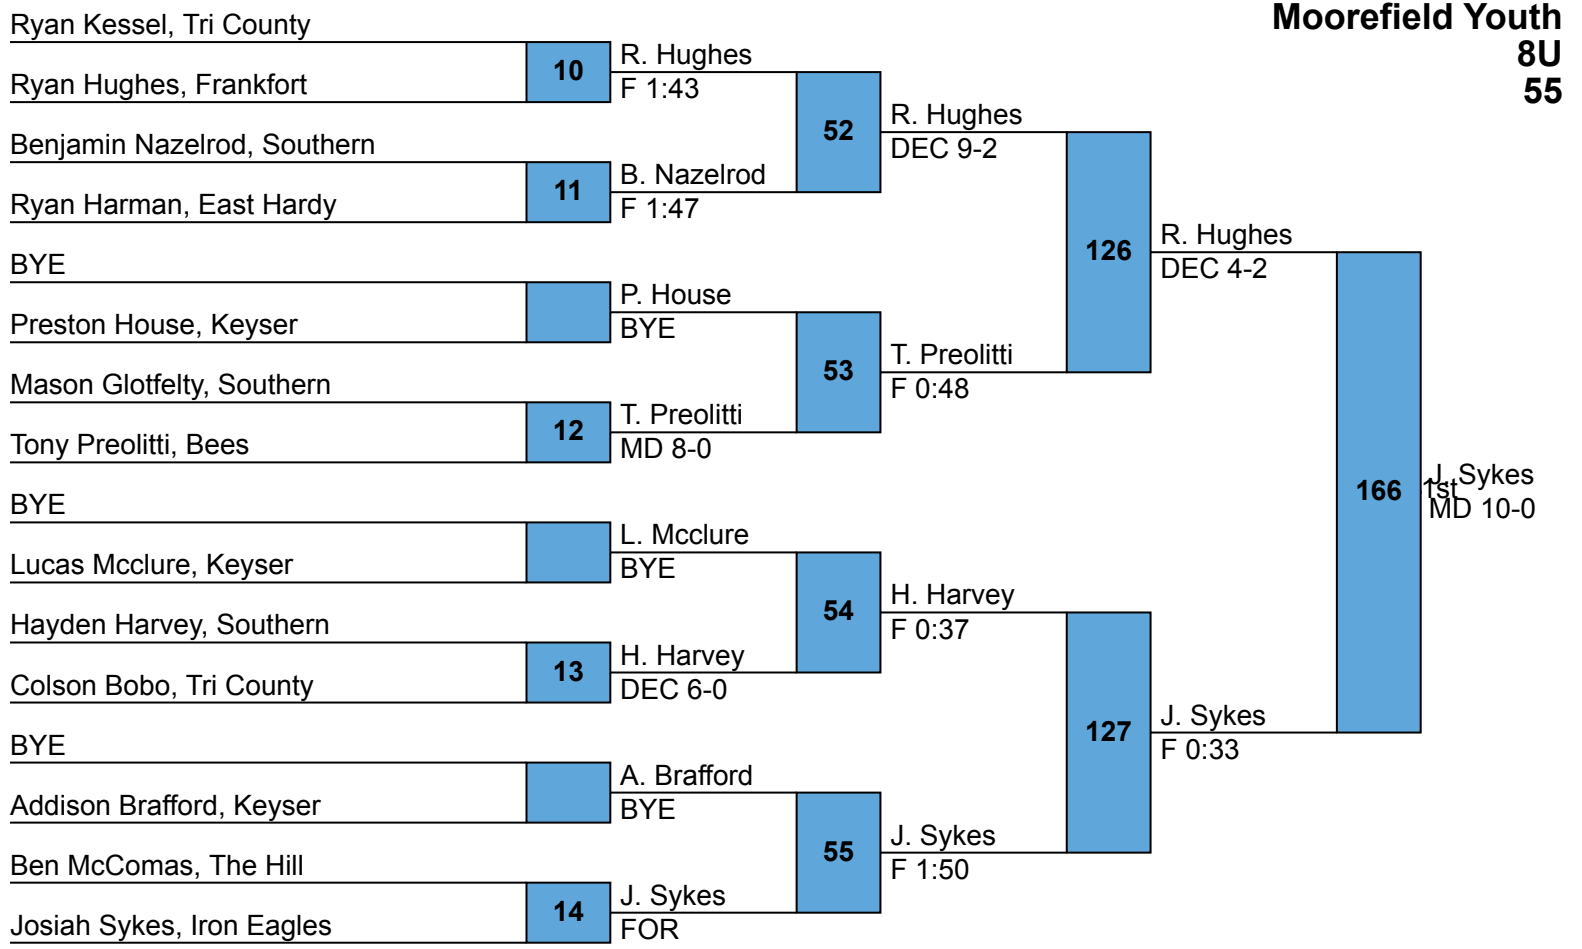 Moorefield Youth
8U
55
Ryan Kessel, Tri County
Ryan Hughes, Frankfort
Benjamin Nazelrod, Southern
Ryan Harman, East Hardy
BYE
Preston House, Keyser
Mason Glotfelty, Southern
Tony Preolitti, Bees
BYE
Lucas Mcclure, Keyser
Hayden Harvey, Southern
Colson Bobo, Tri County
BYE
Addison Brafford, Keyser
Ben McComas, The Hill
Josiah Sykes, Iron Eagles
10
11
12
13
14
R. Hughes
F 1:43
B. Nazelrod
F 1:47
P. House
BYE
T. Preolitti
MD 8-0
L. Mcclure
BYE
H. Harvey
DEC 6-0
A. Brafford
BYE
J. Sykes
FOR
52
53
54
55
R. Hughes
DEC 9-2
T. Preolitti
F 0:48
H. Harvey
F 0:37
J. Sykes
F 1:50
126
127
R. Hughes
DEC 4-2
J. Sykes
F 0:33
166
J. Sykes
1st
MD 10-0